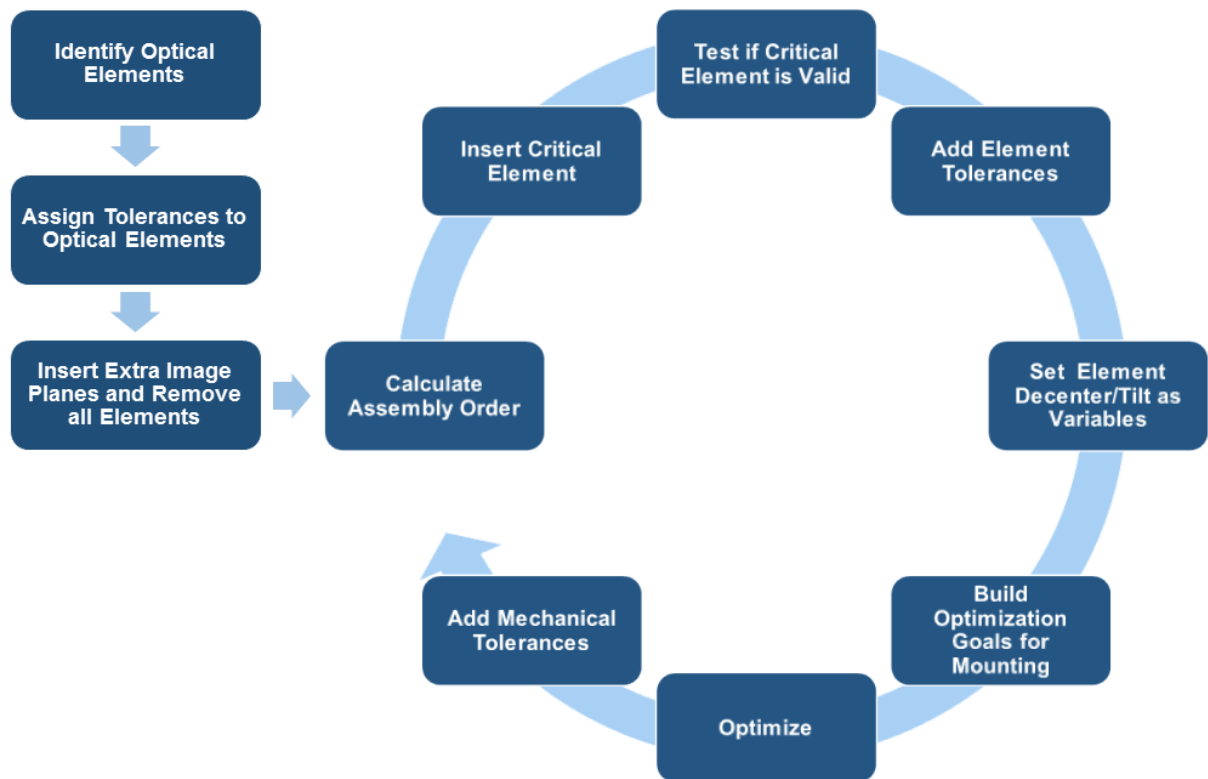 Identify Optical
Elements
Assign Tolerances to
Optical Elements
Insert Extra Image
Planes and Remove
all Elements
Calculate
Assembly Order
Insert Critical
Element
Test if Critical
Element is Valid
Add Element
Tolerances
Set Element
Decenter/Tilt as
Variables
Build
Optimization
Goals for
Mounting
Optimize
Add Mechanical
Tolerances